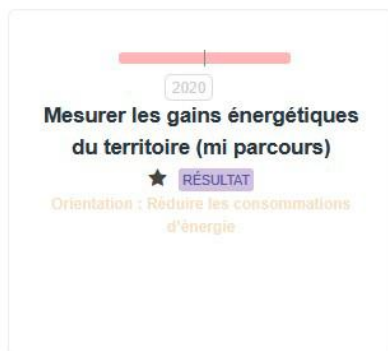 2020
Mesurer les gains énergétiques
du territoire (mi parcours)
RÉSULTAT
Orientation : Réduire les consommations
d'énergie